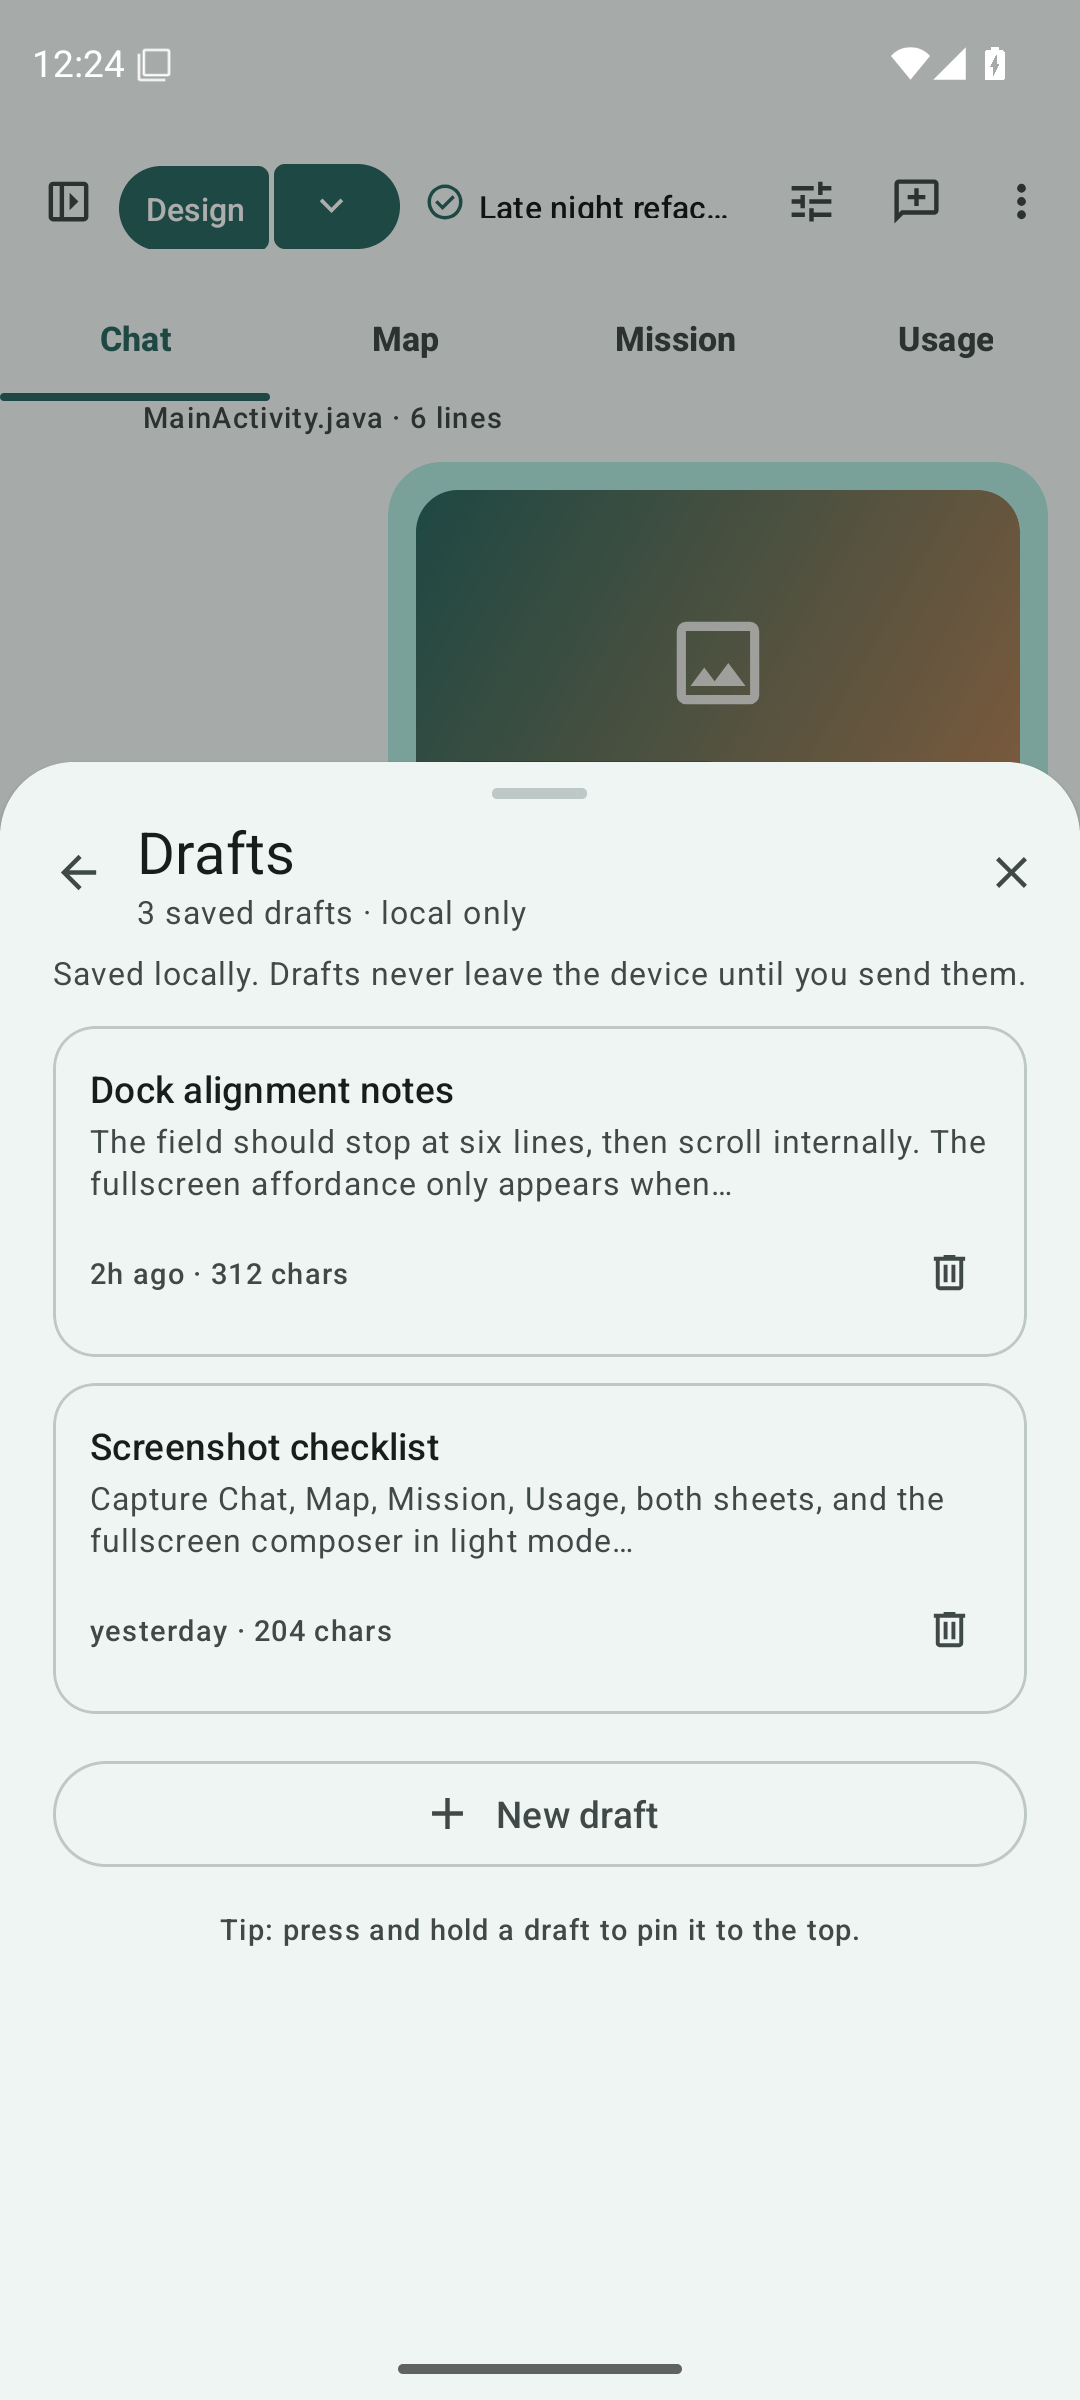 12:24
Design
Late night refac…
Chat
Map
Mission
Usage
MainActivity.java · 6 lines
Drafts
3 saved drafts · local only
Saved locally. Drafts never leave the device until you send them.
Dock alignment notes
The field should stop at six lines, then scroll internally. The
fullscreen affordance only appears when…
2h ago · 312 chars
Screenshot checklist
Capture Chat, Map, Mission, Usage, both sheets, and the
fullscreen composer in light mode…
yesterday · 204 chars
New draft
Tip: press and hold a draft to pin it to the top.